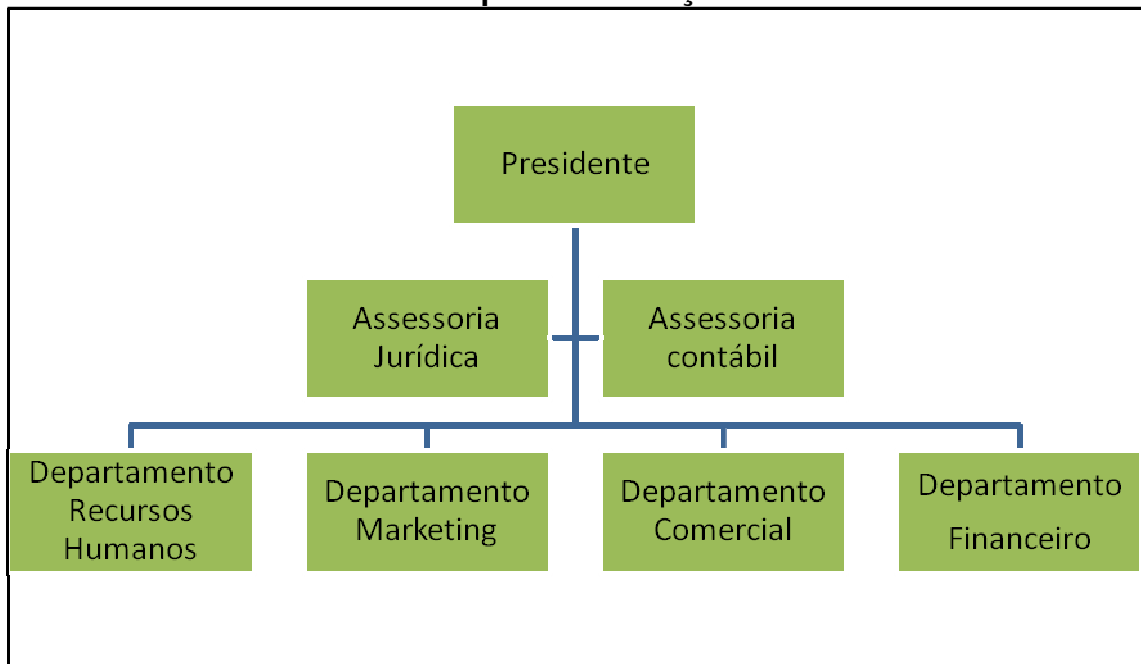 Presidente
Assessoria
Jurídica
Assessoria
contábil
Departamento
Recursos
Humanos
Departamento
Marketing
Departamento
Comercial
Departamento
Financeiro